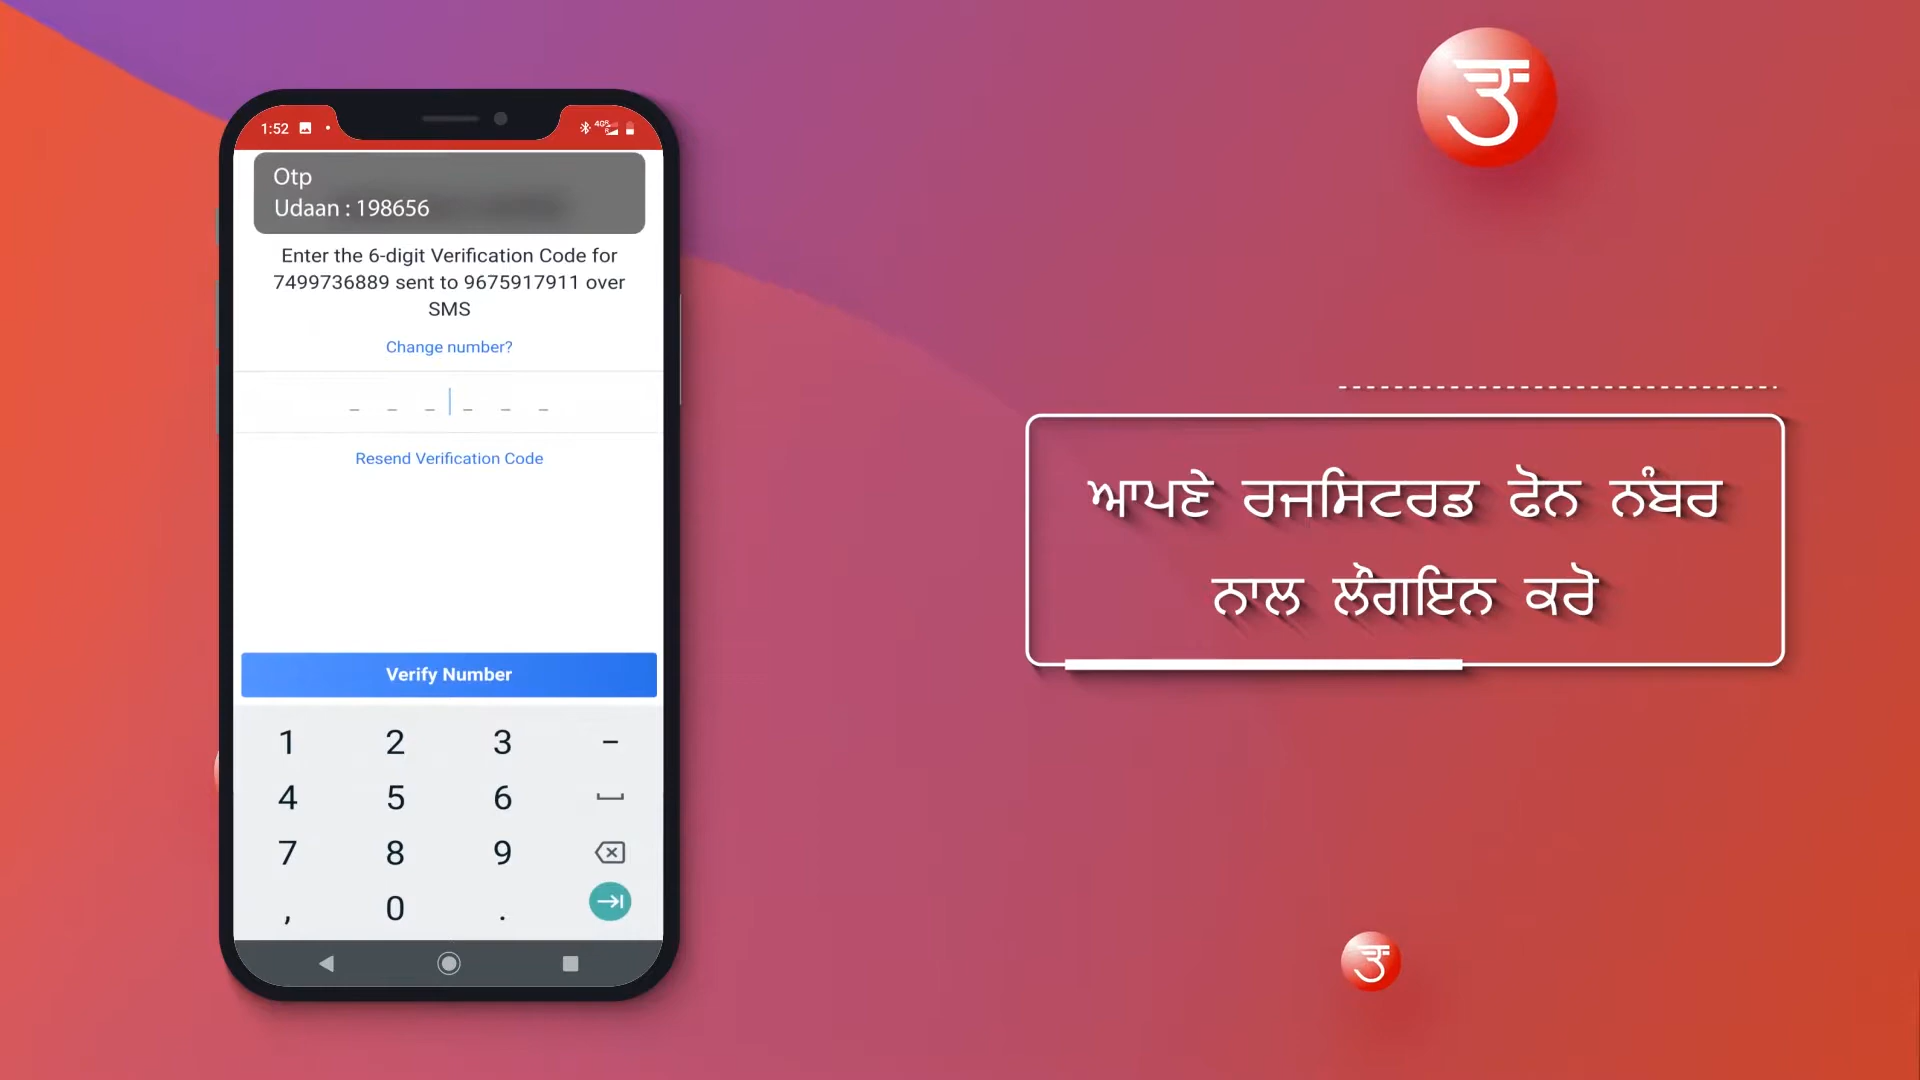 1:52
Otp
Udaan : 198656
Enter the 6-digit Verification Code for
7499736889 sent to 9675917911 over
SMS
Change number?
Resend Verification Code
Verify Number
1 2 3 -
4 5 6
7 8 9
, 0 .
ਆਪਣੇ ਰਜਸਿਟਰਡ ਫੋਨ ਨੰਬਰ
ਨਾਲ ਲੌਗਇਨ ਕਰੋ